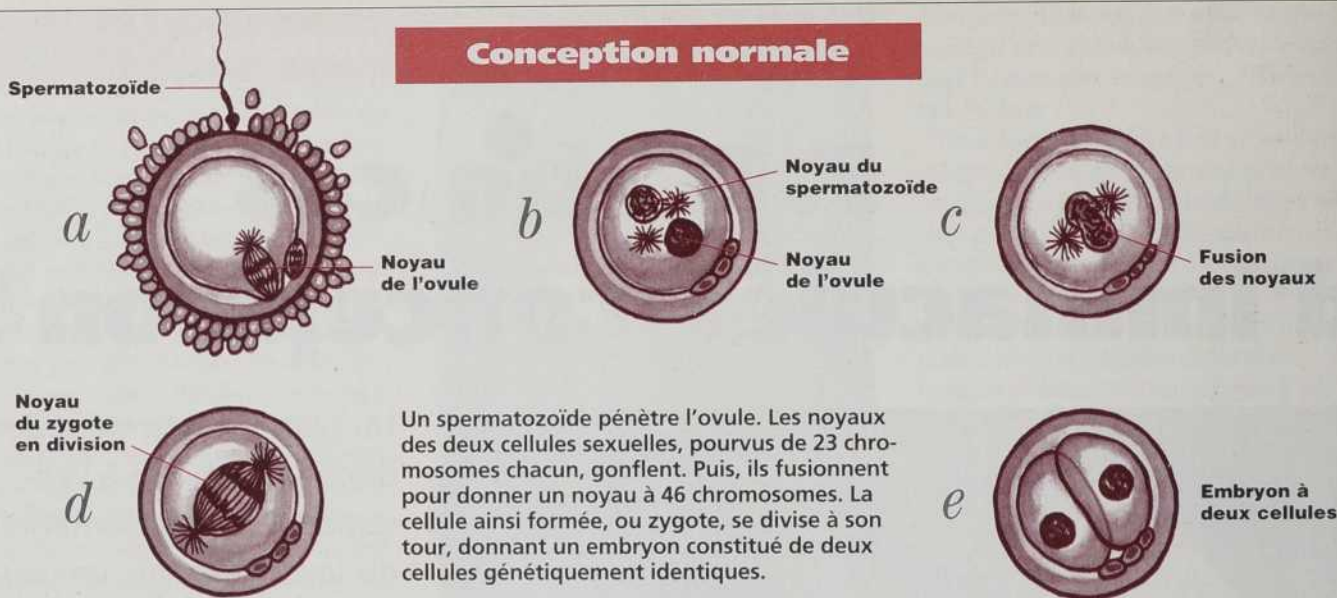 Conception normale
Spermatozoïde
a
Noyau
de l'ovule
b
Noyau du
spermatozoïde
Noyau
de l'ovule
c
Fusion
des noyaux
Noyau
du zygote
en division
d
Un spermatozoïde pénètre l'ovule. Les noyaux
des deux cellules sexuelles, pourvus de 23 chro-
mosomes chacun, gonflent. Puis, ils fusionnent
pour donner un noyau à 46 chromosomes. La
cellule ainsi formée, ou zygote, se divise à son
tour, donnant un embryon constitué de deux
cellules génétiquement identiques.
e
Embryon à
deux cellules